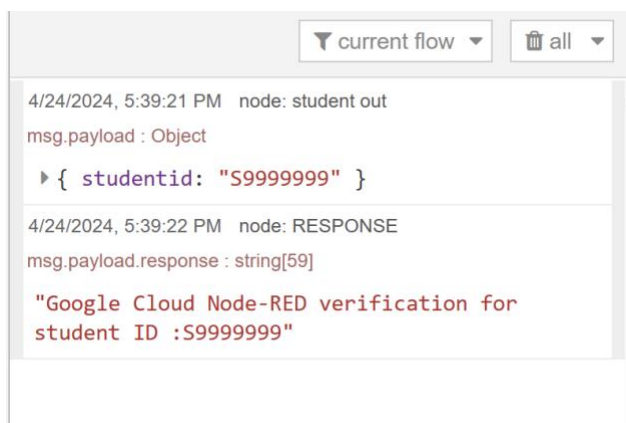 current flow all
4/24/2024, 5:39:21 PM node: student out
msg.payload : Object
{ studentid: "S9999999" }
4/24/2024, 5:39:22 PM node: RESPONSE
msg.payload.response : string[59]
"Google Cloud Node-RED verification for
student ID :S9999999"